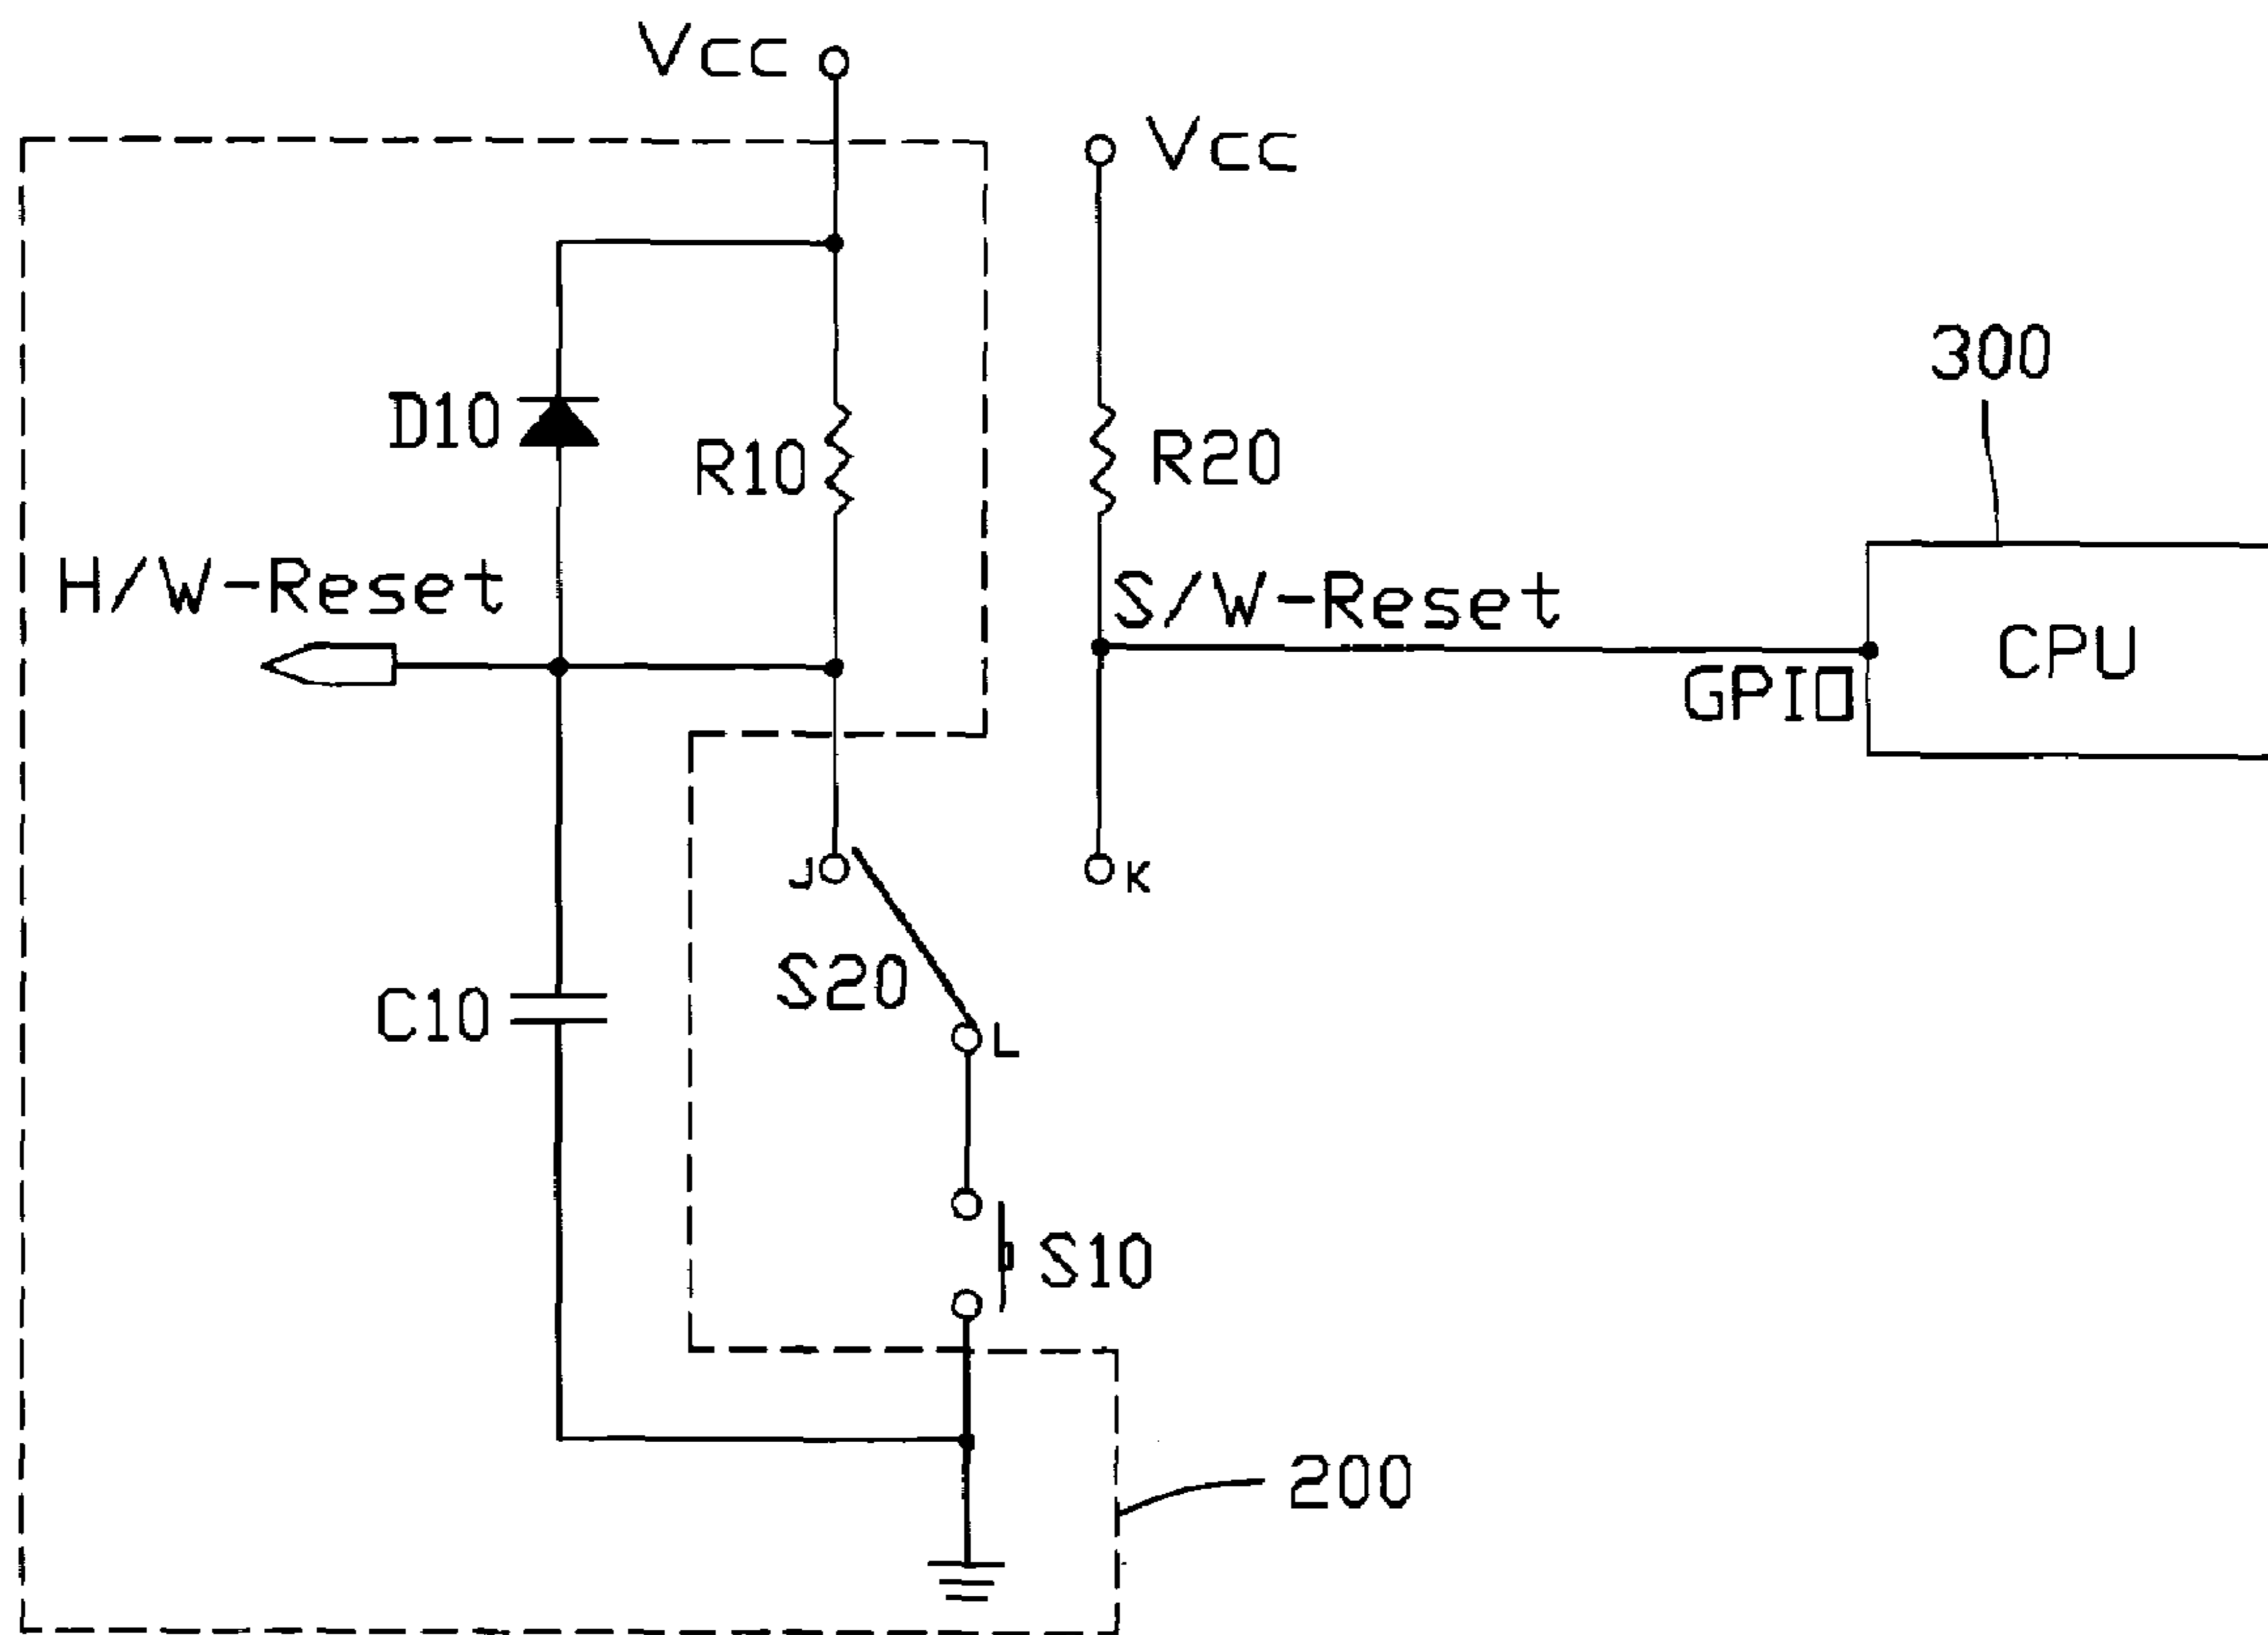 Vcc
Vcc
300
D10
R10
R20
H/W-Reset
S/W-Reset
CPU
GPIO
J
K
S20
C10
L
S10
200